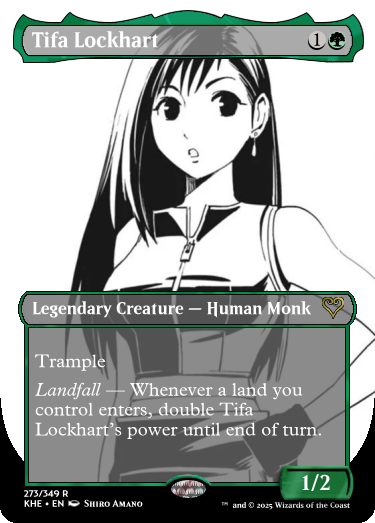 Tifa Lockhart 1
Legendary Creature — Human Monk
Trample
Landfall — Whenever a land you
control enters, double Tifa
Lockhart's power until end of turn.
1/2
273/349 R
KHE • EN SHIRO AMANO
™ and © 2025 Wizards of the Coast